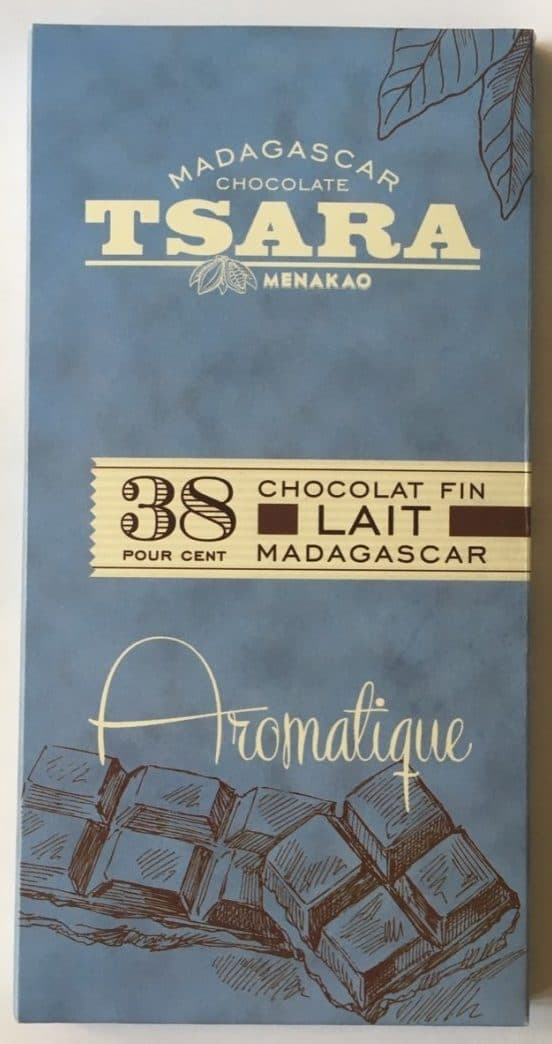 MADAGASCAR
CHOCOLATE
TSARA
MENAKAO
38
POUR CENT
CHOCOLAT FIN
LAIT
MADAGASCAR
Aromatique